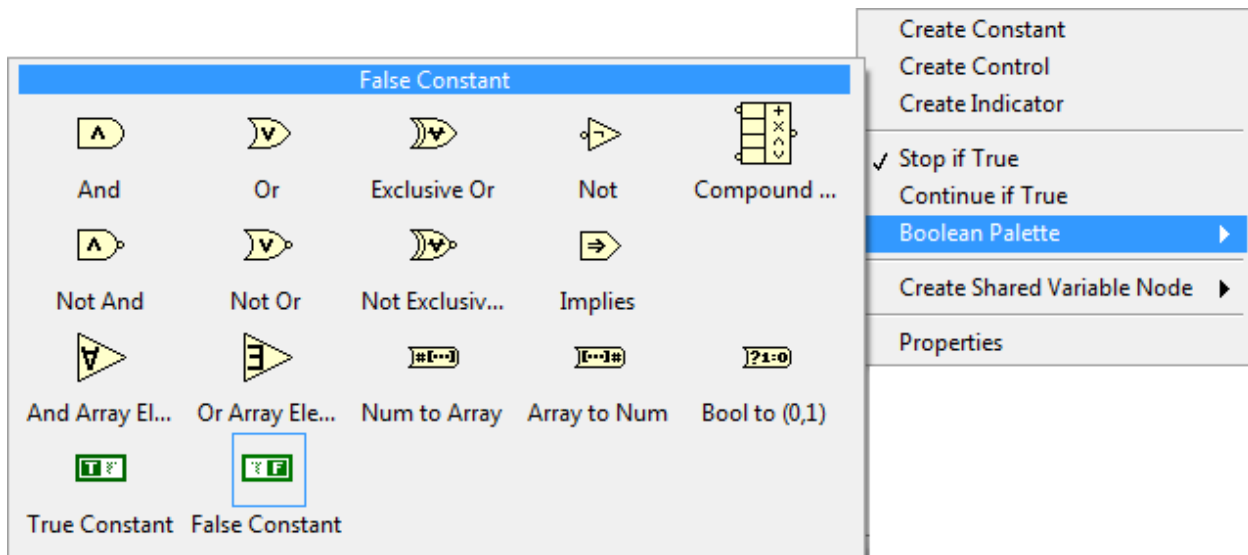 Create Constant
Create Control
Create Indicator
Stop if True
Continue if True
Boolean Palette
Create Shared Variable Node
Properties
False Constant
And Or Exclusive Or Not Compound ...
Not And Not Or Not Exclusiv... Implies
And Array El... Or Array Ele... Num to Array Array to Num Bool to (0,1)
True Constant False Constant